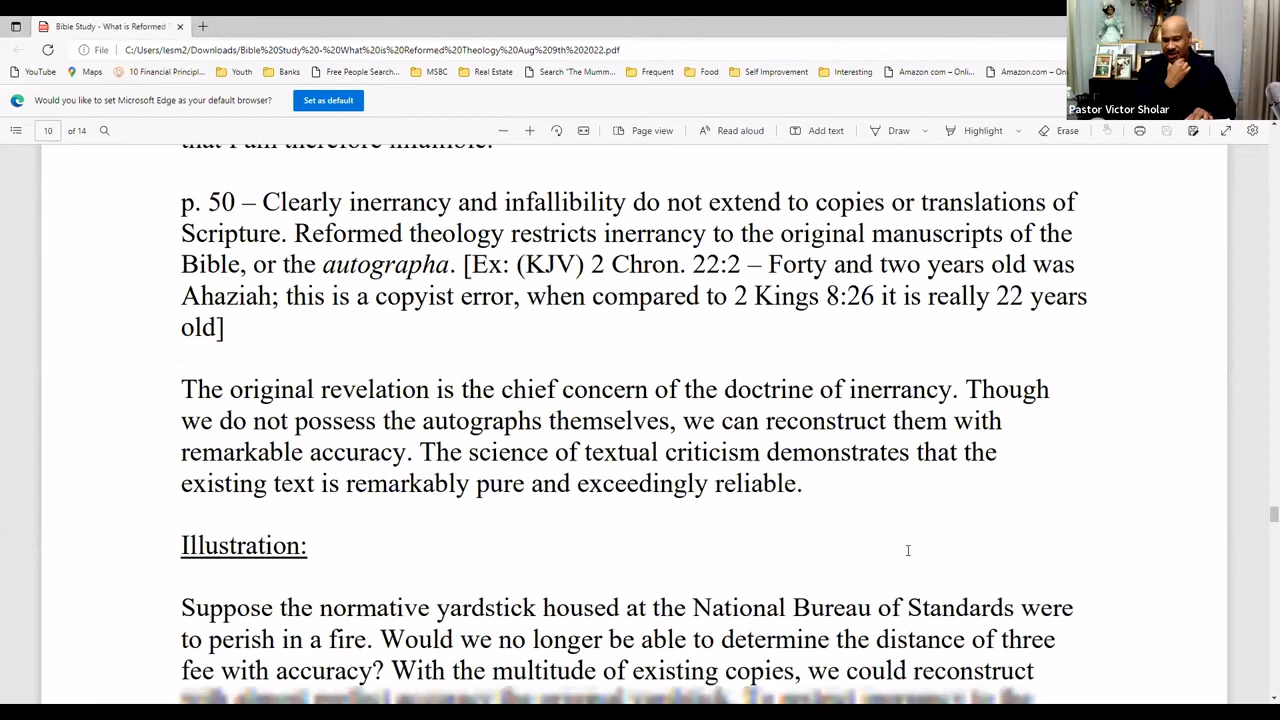 Bible Study - What is Reformed
File
C:/Users/lesm2/Downloads/Bible%20Study%20-%20What%20is%20Reformed%20Theology%20Aug%209th%202022.pdf
YouTube Maps 10 Financial Principl... Youth Banks Free People Search... MSBC Real Estate Search "The Mumm... Frequent Food Self Improvement Interesting Amazon.com – Onli... Amazon.com – Onli
Would you like to set Microsoft Edge as your default browser? Set as default
Pastor Victor Sholar
10 of 14 Page view Read aloud Add text Draw Highlight Erase
that I am therefore infallible.
p. 50 – Clearly inerrancy and infallibility do not extend to copies or translations of
Scripture. Reformed theology restricts inerrancy to the original manuscripts of the
Bible, or the autographa. [Ex: (KJV) 2 Chron. 22:2 – Forty and two years old was
Ahaziah; this is a copyist error, when compared to 2 Kings 8:26 it is really 22 years
old]
The original revelation is the chief concern of the doctrine of inerrancy. Though
we do not possess the autographs themselves, we can reconstruct them with
remarkable accuracy. The science of textual criticism demonstrates that the
existing text is remarkably pure and exceedingly reliable.
Illustration:
Suppose the normative yardstick housed at the National Bureau of Standards were
to perish in a fire. Would we no longer be able to determine the distance of three
fee with accuracy? With the multitude of existing copies, we could reconstruct